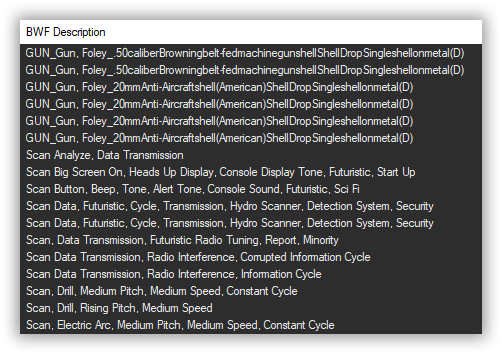 BWF Description
GUN_Gun, Foley_.50caliberBrowningbelt-fedmachinegunshellShellDropSingleshellonmetal(D)
GUN_Gun, Foley_.50caliberBrowningbelt-fedmachinegunshellShellDropSingleshellonmetal(D)
GUN_Gun, Foley_20mmAnti-Aircraftshell(American)ShellDropSingleshellonmetal(D)
GUN_Gun, Foley_20mmAnti-Aircraftshell(American)ShellDropSingleshellonmetal(D)
GUN_Gun, Foley_20mmAnti-Aircraftshell(American)ShellDropSingleshellonmetal(D)
GUN_Gun, Foley_20mmAnti-Aircraftshell(American)ShellDropSingleshellonmetal(D)
Scan Analyze, Data Transmission
Scan Big Screen On, Heads Up Display, Console Display Tone, Futuristic, Start Up
Scan Button, Beep, Tone, Alert Tone, Console Sound, Futuristic, Sci Fi
Scan Data, Futuristic, Cycle, Transmission, Hydro Scanner, Detection System, Security
Scan Data, Futuristic, Cycle, Transmission, Hydro Scanner, Detection System, Security
Scan, Data Transmission, Futuristic Radio Tuning, Report, Minority
Scan Data Transmission, Radio Interference, Corrupted Information Cycle
Scan Data Transmission, Radio Interference, Information Cycle
Scan, Drill, Medium Pitch, Medium Speed, Constant Cycle
Scan, Drill, Rising Pitch, Medium Speed
Scan, Electric Arc, Medium Pitch, Medium Speed, Constant Cycle